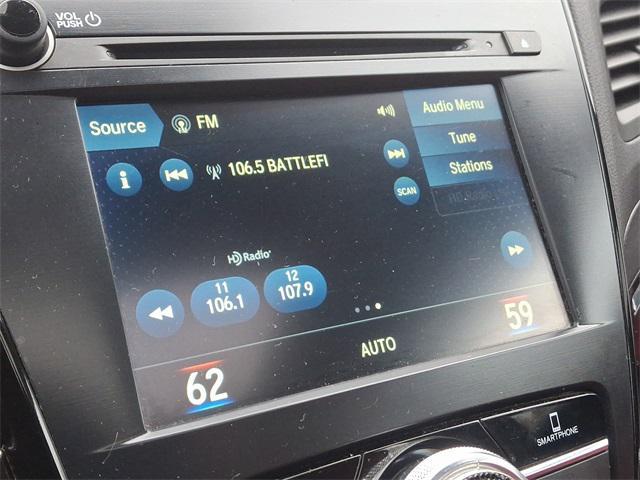 VOL
PUSH
Source
FM
Audio Menu
Tune
106.5 BATTLEFI
SCAN
Stations
HD Radio
11
106.1
12
107.9
62
AUTO
59
SMARTPHONE